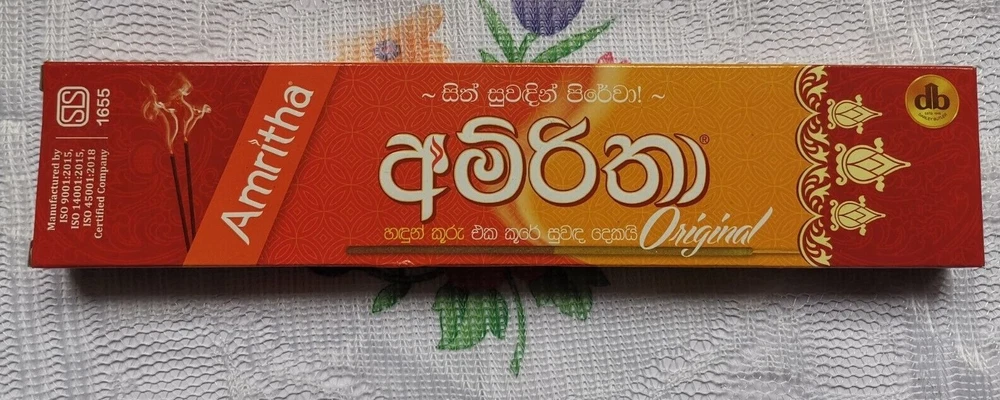 SLS
1655
Manufactured by
ISO 9001:2015,
ISO 14001:2015,
ISO 45001:2018
Certified Company
Amritha®
~ සිත් සුවඳින් පිරේවා! ~
අම්රිතා®
හඳුන් කූරු එක කූරේ සුවඳ දෙකයි
Original
db